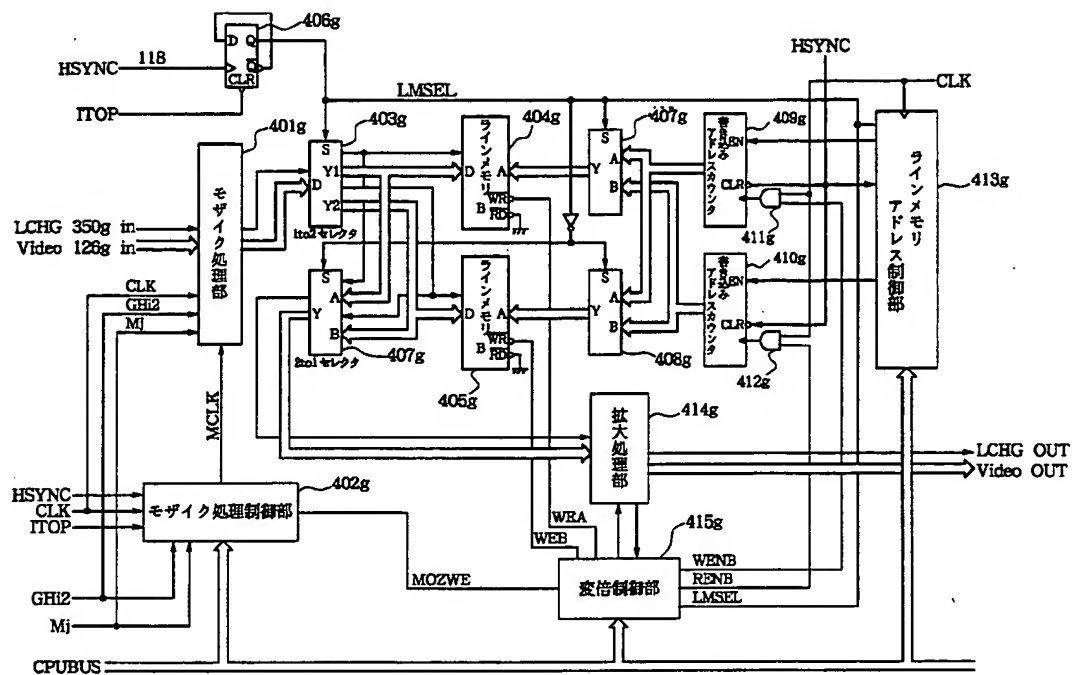 406g
D Q
Q
CLR
HSYNC 118
ITOP
HSYNC
CLK
LMSEL
401g
モザイク処理部
LCHG 350g in
Video 126g in
CLK
GHi2
Mj
MCLK
403g
S
Y1
D
Y2
1to2セレクタ
404g
ラインメモリ
D A
WR
B RD
407g
S
A
Y
B
409g
書き込みアドレスカウンタ
EN
CLR
411g
ラインメモリアドレス制御部
413g
S
A
Y
B
407g
2to1セレクタ
ラインメモリ
D A
WR
B RD
405g
S
A
Y
B
408g
410g
書き込みアドレスカウンタ
EN
CLR
412g
414g
拡大処理部
LCHG OUT
Video OUT
402g
モザイク処理制御部
HSYNC
CLK
ITOP
GHi2
Mj
MOZWE
WEA
WEB
415g
変倍制御部
WENB
RENB
LMSEL
CPUBUS